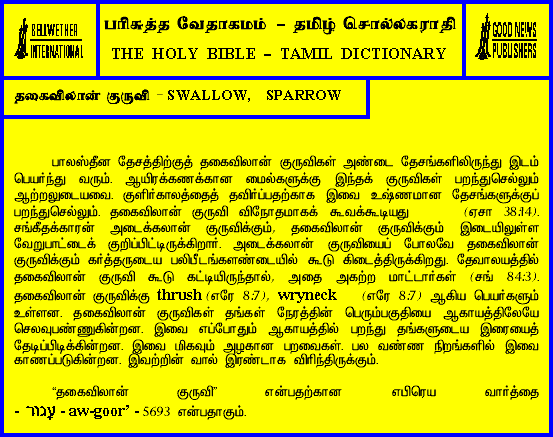 BELLWETHER
INTERNATIONAL
பரிசுத்த வேதாகமம் – தமிழ் சொல்லகராதி
THE HOLY BIBLE – TAMIL DICTIONARY
GOOD NEWS
PUBLISHERS
தகைவிலான் குருவி – SWALLOW, SPARROW
பாலஸ்தீன தேசத்திற்குத் தகைவிலான் குருவிகள் அண்டை தேசங்களிலிருந்து இடம்
பெயர்ந்து வரும். ஆயிரக்கணக்கான மைல்களுக்கு இந்தக் குருவிகள் பறந்துசெல்லும்
ஆற்றலுடையவை. குளிர்காலத்தைத் தவிர்ப்பதற்காக இவை உஷ்ணமான தேசங்களுக்குப்
பறந்துசெல்லும். தகைவிலான் குருவி விநோதமாகக் கூவக்கூடியது (ஏசா 38:14).
சங்கீதக்காரன் அடைக்கலான் குருவிக்கும், தகைவிலான் குருவிக்கும் இடையிலுள்ள
வேறுபாட்டைக் குறிப்பிட்டிருக்கிறார். அடைக்கலான் குருவியைப் போலவே தகைவிலான்
குருவிக்கும் கர்த்தருடைய பலிபீடங்களண்டையில் கூடு கிடைத்திருக்கிறது. தேவாலயத்தில்
தகைவிலான் குருவி கூடு கட்டியிருந்தால், அதை அகற்ற மாட்டார்கள் (சங் 84:3).
தகைவிலான் குருவிக்கு thrush (எரே 8:7), wryneck (எரே 8:7) ஆகிய பெயர்களும்
உள்ளன. தகைவிலான் குருவிகள் தங்கள் நேரத்தின் பெரும்பகுதியை ஆகாயத்திலேயே
செலவுபண்ணுகின்றன. இவை எப்போதும் ஆகாயத்தில் பறந்து தங்களுடைய இரையைத்
தேடிப்பிடிக்கின்றன. இவை மிகவும் அழகான பறவைகள். பல வண்ண நிறங்களில் இவை
காணப்படுகின்றன. இவற்றின் வால் இரண்டாக விரிந்திருக்கும்.
“தகைவிலான் குருவி” என்பதற்கான எபிரெய வார்த்தை
- עָגוּר - aw-goor' - 5693 என்பதாகும்.